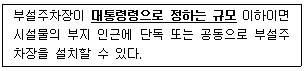 부설주차장이 대통령령으로 정하는 규모 이하이면
시설물의 부지 인근에 단독 또는 공동으로 부설주
차장을 설치할 수 있다.